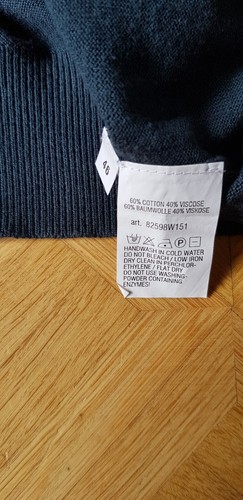 48
60% COTTON 40% VISCOSE
60% BAUMWOLLE 40% VISKOSE
art. 82598W151
P
HANDWASH IN COLD WATER
DO NOT BLEACH / LOW IRON
DRY CLEAN IN PERCHLOR-
ETHYLENE / FLAT DRY
DO NOT USE WASHING-
POWDER CONTAINING
ENZYMES!